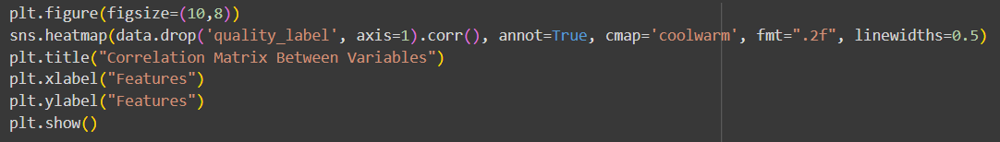 plt.figure(figsize=(10,8))
sns.heatmap(data.drop('quality_label', axis=1).corr(), annot=True, cmap='coolwarm', fmt=".2f", linewidths=0.5)
plt.title("Correlation Matrix Between Variables")
plt.xlabel("Features")
plt.ylabel("Features")
plt.show()